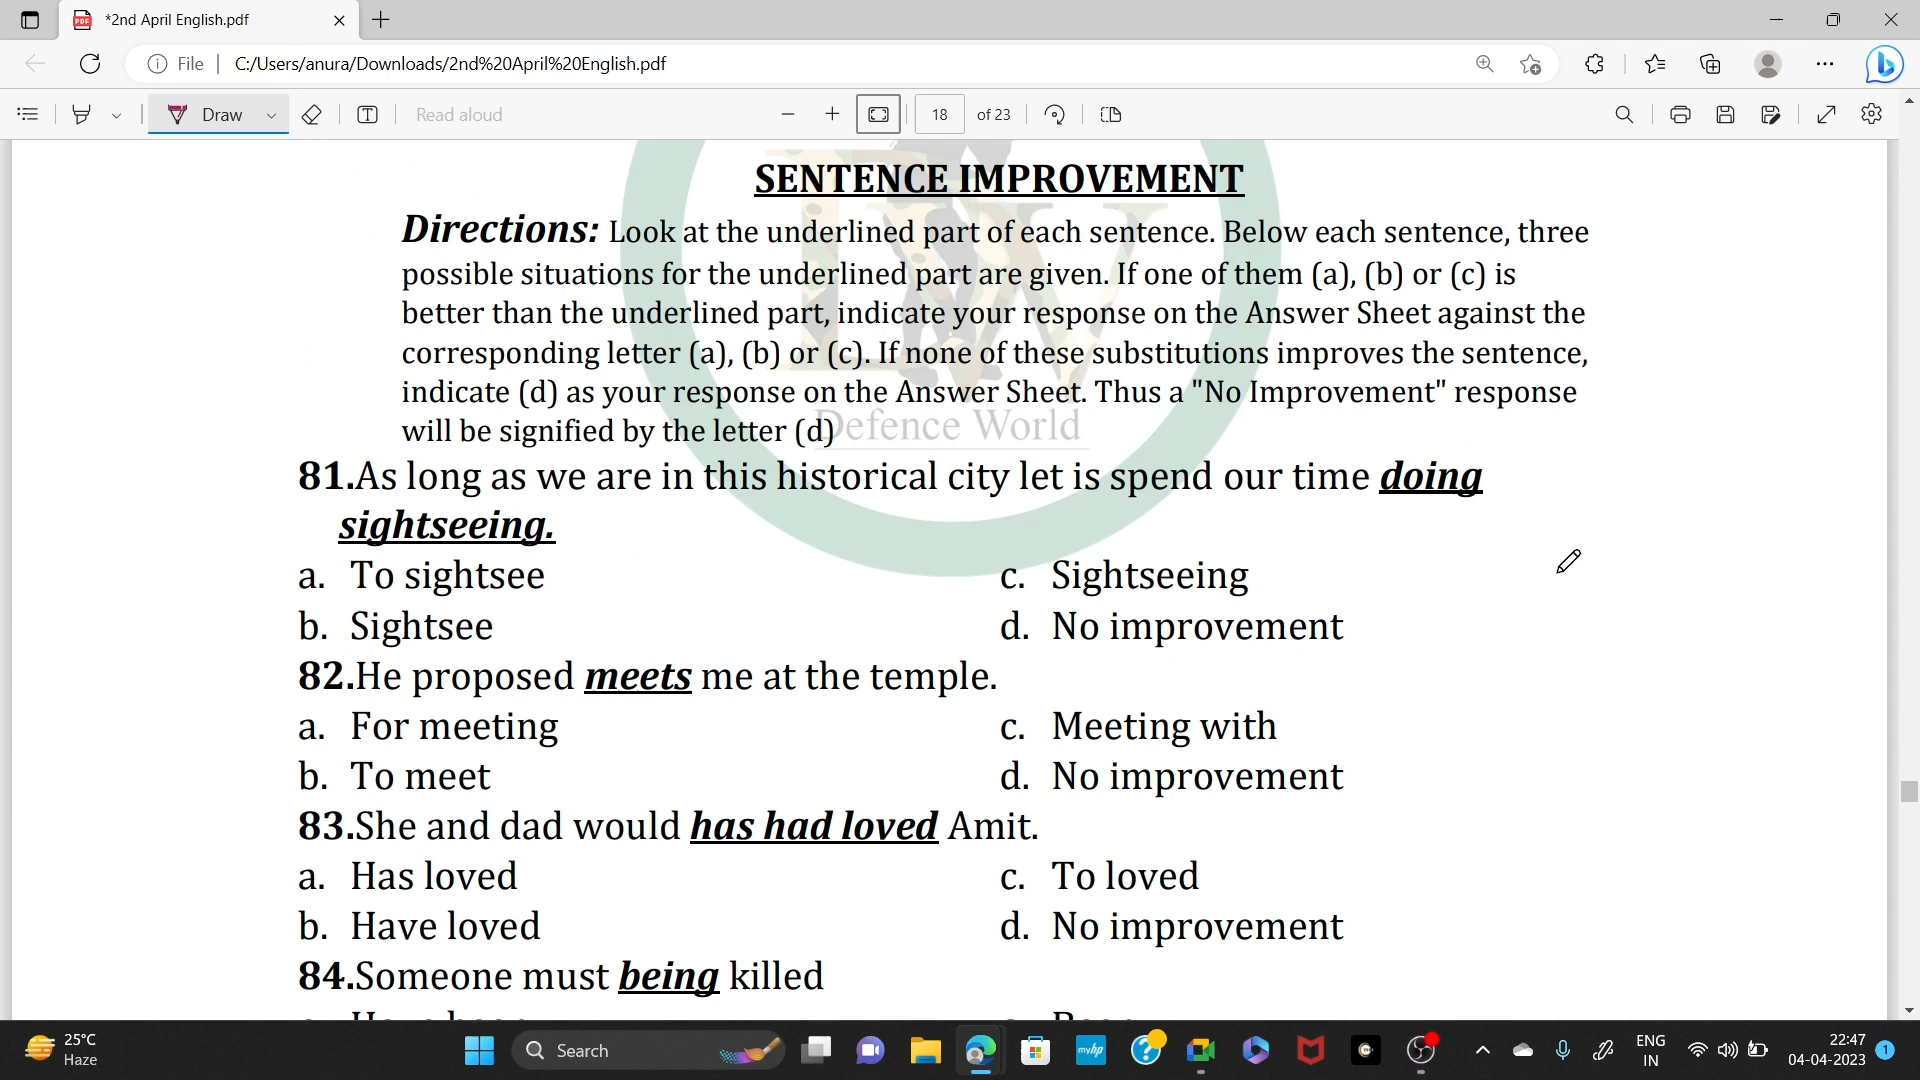 *2nd April English.pdf
File
C:/Users/anura/Downloads/2nd%20April%20English.pdf
Draw
Read aloud
18
of 23
SENTENCE IMPROVEMENT
Directions: Look at the underlined part of each sentence. Below each sentence, three
possible situations for the underlined part are given. If one of them (a), (b) or (c) is
better than the underlined part, indicate your response on the Answer Sheet against the
corresponding letter (a), (b) or (c). If none of these substitutions improves the sentence,
indicate (d) as your response on the Answer Sheet. Thus a "No Improvement" response
will be signified by the letter (d)
Defence World
81.As long as we are in this historical city let is spend our time doing
sightseeing.
a. To sightsee
c. Sightseeing
b. Sightsee
d. No improvement
82.He proposed meets me at the temple.
a. For meeting
c. Meeting with
b. To meet
d. No improvement
83.She and dad would has had loved Amit.
a. Has loved
c. To loved
b. Have loved
d. No improvement
84.Someone must being killed
25°C
Haze
Search
myhp
ENG
IN
22:47
04-04-2023
1